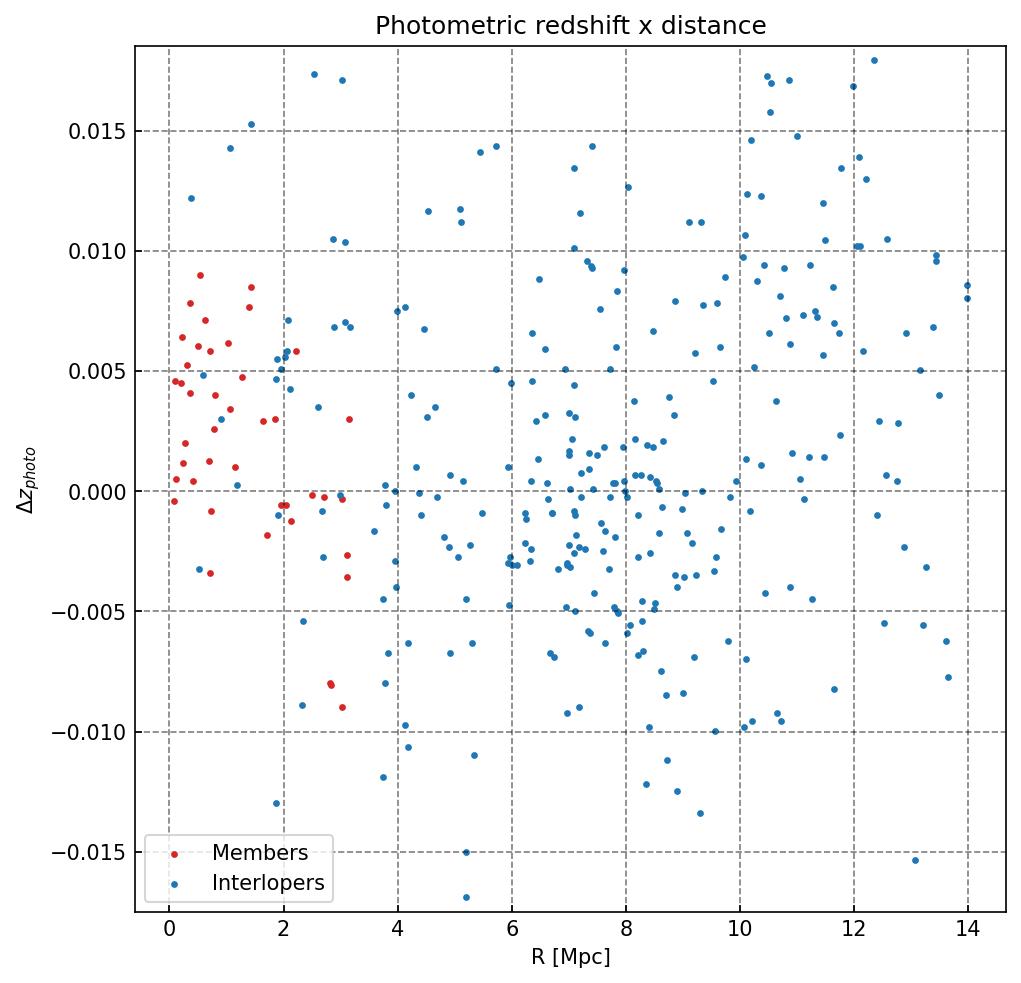 Photometric redshift x distance
0.015
0.010
0.005
0.000
−0.005
−0.010
−0.015
Δz_photo
Members
Interlopers
0 2 4 6 8 10 12 14
R [Mpc]